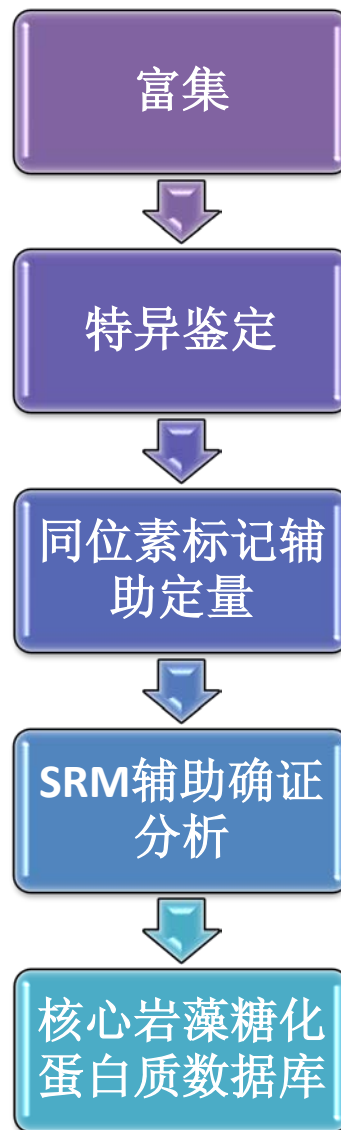 富集
特异鉴定
同位素标记辅
助定量
SRM辅助确证
分析
核心岩藻糖化
蛋白质数据库